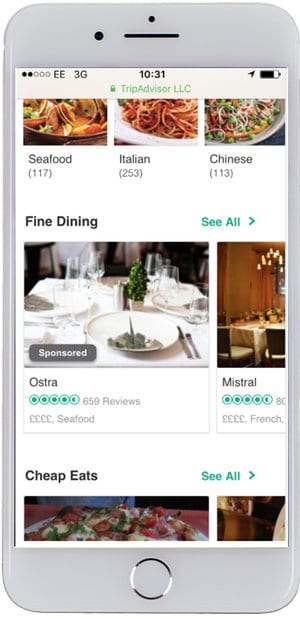 EE 3G 10:31
TripAdvisor LLC
Seafood Italian Chinese
(117) (253) (113)
Fine Dining See All >
Sponsored
Ostra Mistral
659 Reviews 80
££££, Seafood ££££, French,
Cheap Eats See All >